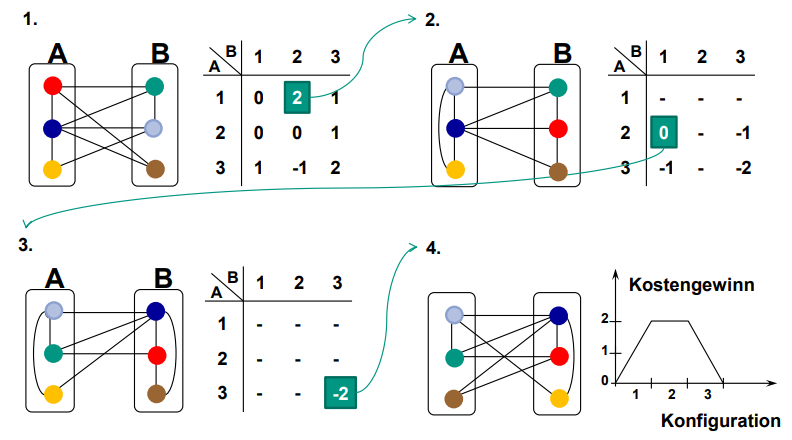 1.
A B
B 1 2 3
A
1 0 2 1
2 0 0 1
3 1 -1 2
2.
A B
B 1 2 3
A
1 - - -
2 0 - -1
3 -1 - -2
3.
A B
B 1 2 3
A
1 - - -
2 - - -
3 - - -2
4.
Kostengewinn
2
1
0
1 2 3
Konfiguration